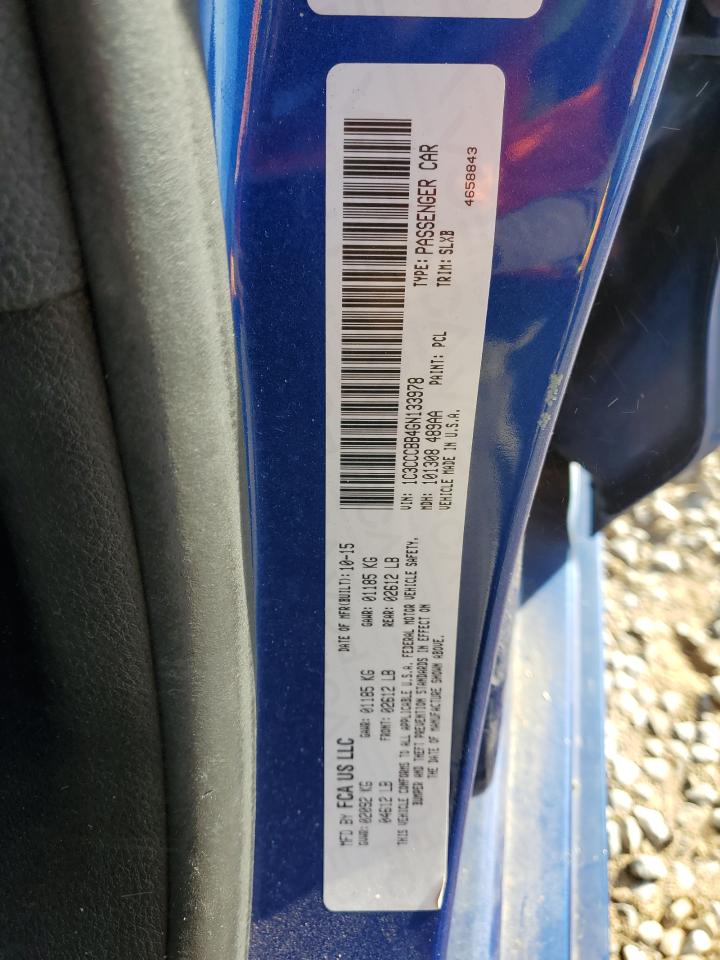 MFD BY FCA US LLC
DATE OF MFR(BUILT): 10-15
GVWR: 02092 KG
GAWR: 01185 KG
GAWR: 01185 KG
04612 LB
FRONT: 02612 LB
REAR: 02612 LB
THIS VEHICLE CONFORMS TO ALL APPLICABLE U.S.A. FEDERAL MOTOR VEHICLE SAFETY,
BUMPER AND THEFT PREVENTION STANDARDS IN EFFECT ON
THE DATE OF MANUFACTURE SHOWN ABOVE.
VIN: 1C3CCCBB4GN133978
TYPE: PASSENGER CAR
MDH: 101308 489AA
PAINT: PCL
TRIM: SLXB
VEHICLE MADE IN U.S.A.
4658843